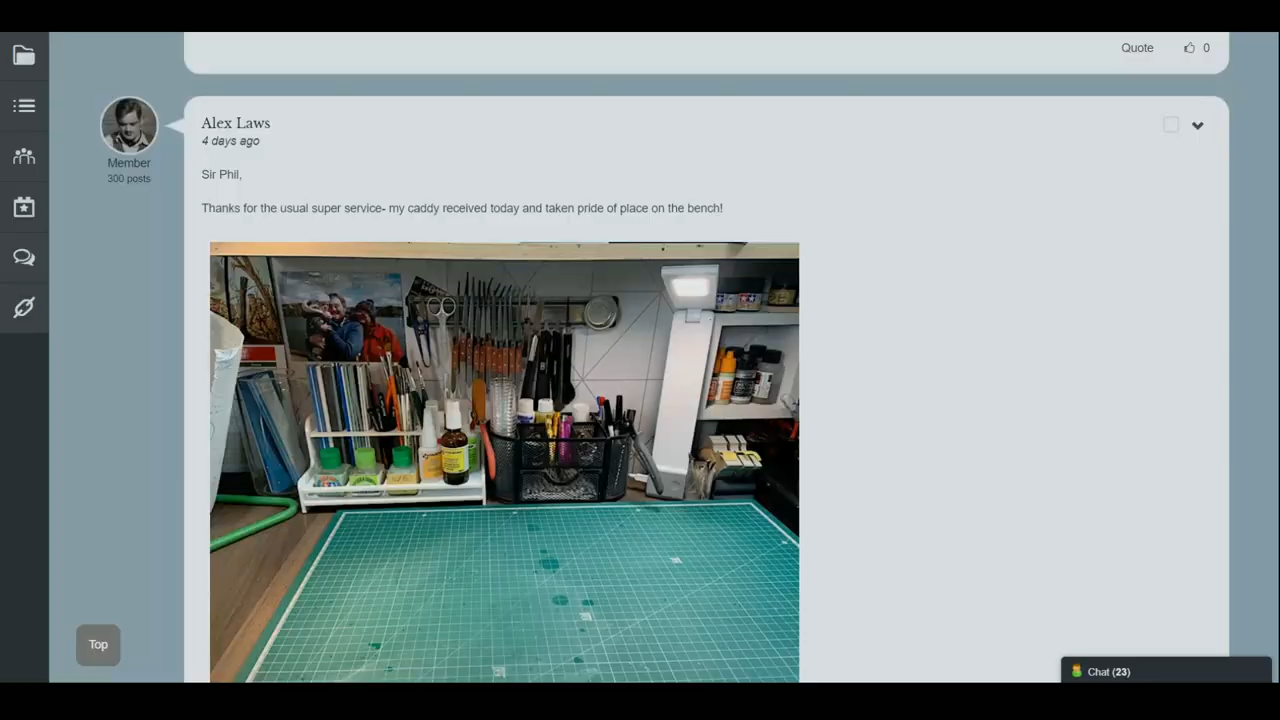 Quote 0
Alex Laws
4 days ago
Member
300 posts
Sir Phil,
Thanks for the usual super service- my caddy received today and taken pride of place on the bench!
Top
Chat (23)